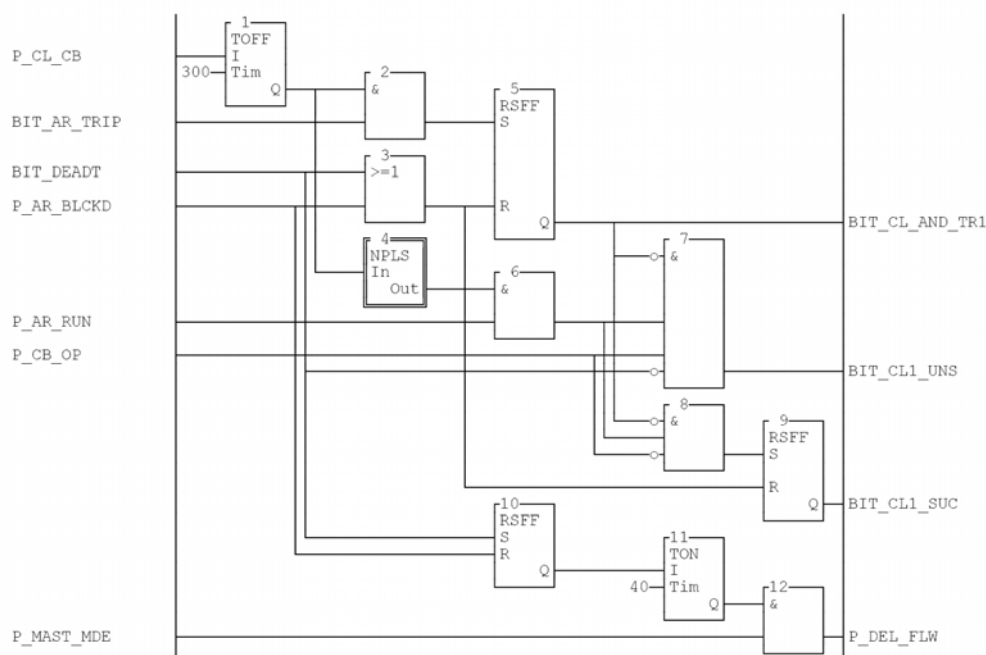 1
TOFF
P_CL_CB
I
300
Tim
Q
2
&
BIT_AR_TRIP
5
RSFF
S
3
>=1
BIT_DEADT
P_AR_BLCKD
R
Q
BIT_CL_AND_TR1
4
NPLS
In
Out
7
&
6
&
P_AR_RUN
P_CB_OP
BIT_CL1_UNS
8
&
9
RSFF
S
R
Q
BIT_CL1_SUC
10
RSFF
S
R
Q
11
TON
I
40
Tim
Q
12
&
P_MAST_MDE
P_DEL_FLW